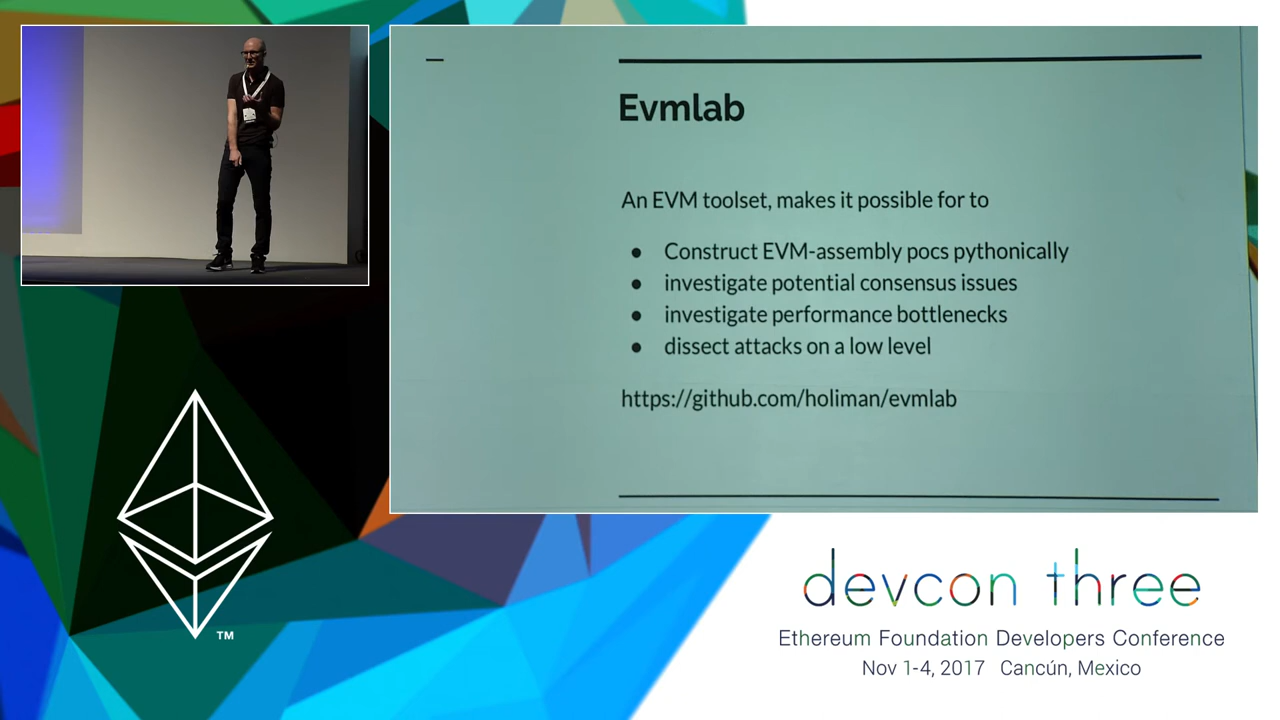 Evmlab
An EVM toolset, makes it possible for to
● Construct EVM-assembly pocs pythonically
● investigate potential consensus issues
● investigate performance bottlenecks
● dissect attacks on a low level
https://github.com/holiman/evmlab
TM
devcon three
Ethereum Foundation Developers Conference
Nov 1-4, 2017 Cancún, Mexico